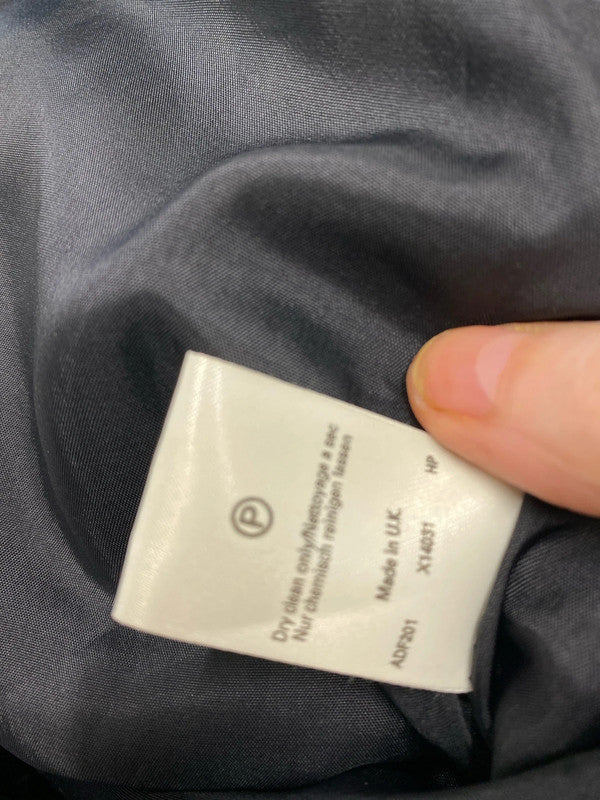 P
Dry clean only/Nettoyage a sec
Nur chemisch reinigen lassen
Made in U.K.
ADF201 X14031 HP